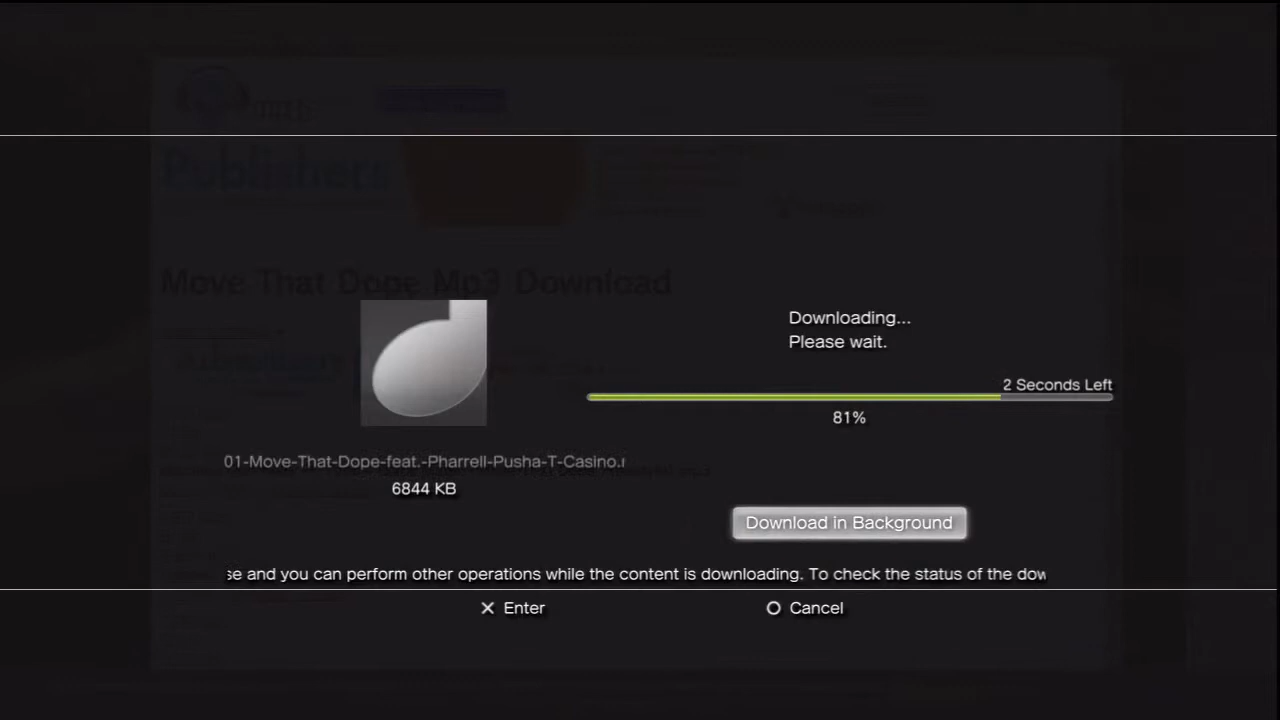 Publishers
Move That Dope Mp3 Download
Downloading...
Please wait.
2 Seconds Left
81%
01-Move-That-Dope-feat.-Pharrell-Pusha-T-Casino.
6844 KB
Download in Background
se and you can perform other operations while the content is downloading. To check the status of the dow
X Enter
O Cancel